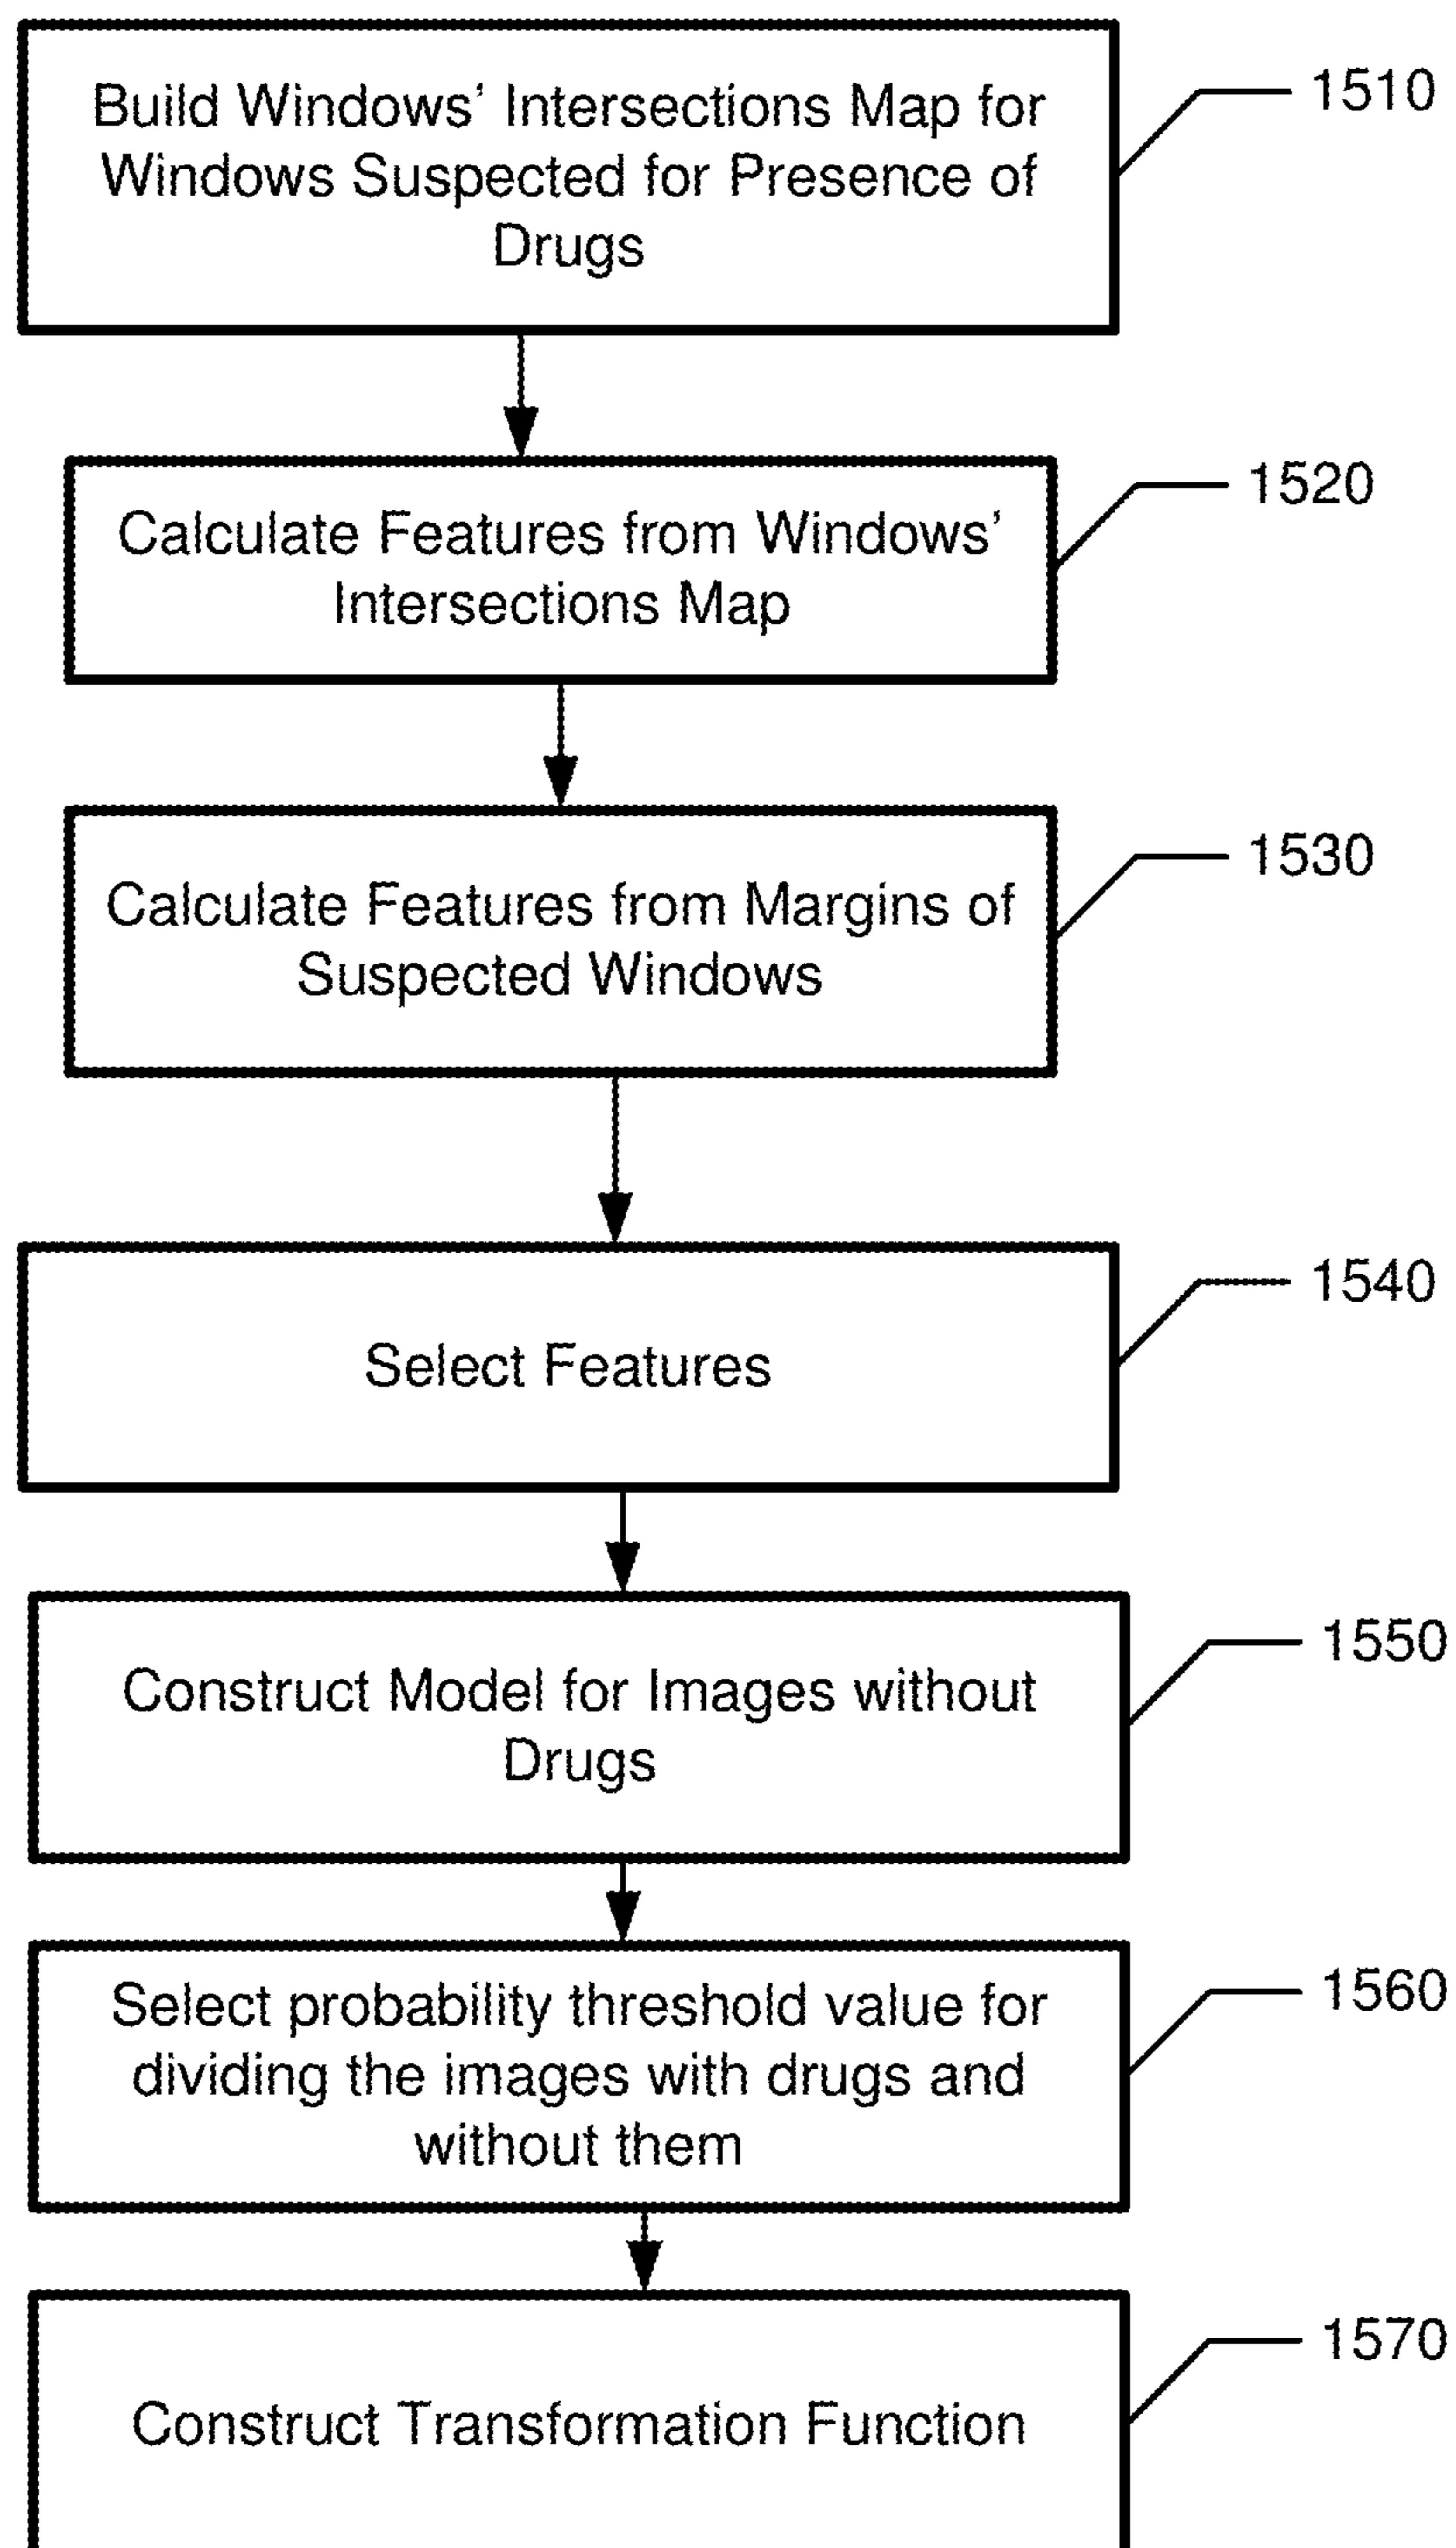 Build Windows' Intersections Map for
Windows Suspected for Presence of
Drugs
1510
Calculate Features from Windows'
Intersections Map
1520
Calculate Features from Margins of
Suspected Windows
1530
Select Features
1540
Construct Model for Images without
Drugs
1550
Select probability threshold value for
dividing the images with drugs and
without them
1560
Construct Transformation Function
1570